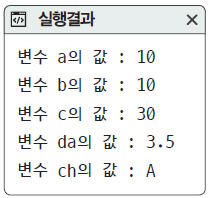 실행결과
변수 a의 값 : 10
변수 b의 값 : 10
변수 c의 값 : 30
변수 da의 값 : 3.5
변수 ch의 값 : A